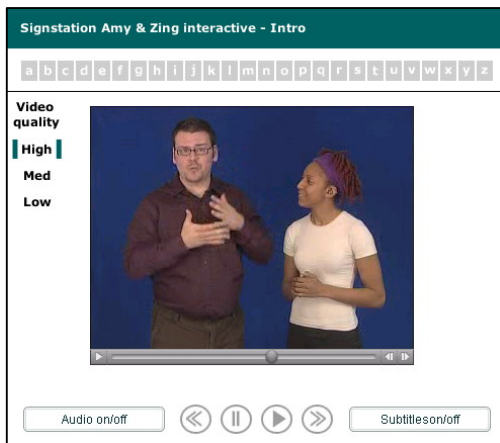 Signstation Amy & Zing interactive - Intro
a b c d e f g h i j k l m n o p q r s t u v w x y z
Video
quality
High
Med
Low
Audio on/off
Subtitleson/off